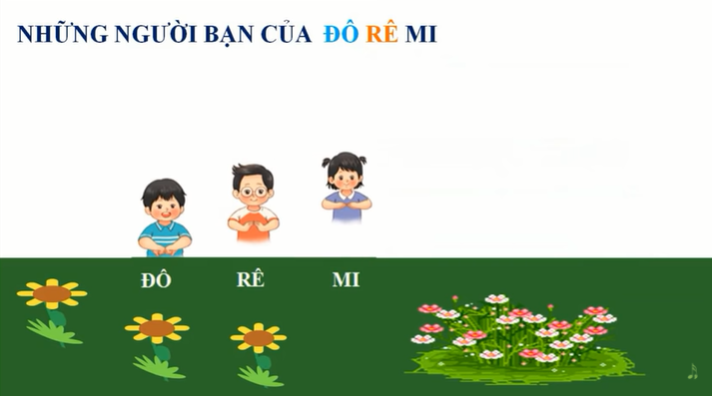 NHỮNG NGƯỜI BẠN CỦA ĐÔ RÊ MI
ĐÔ RÊ MI